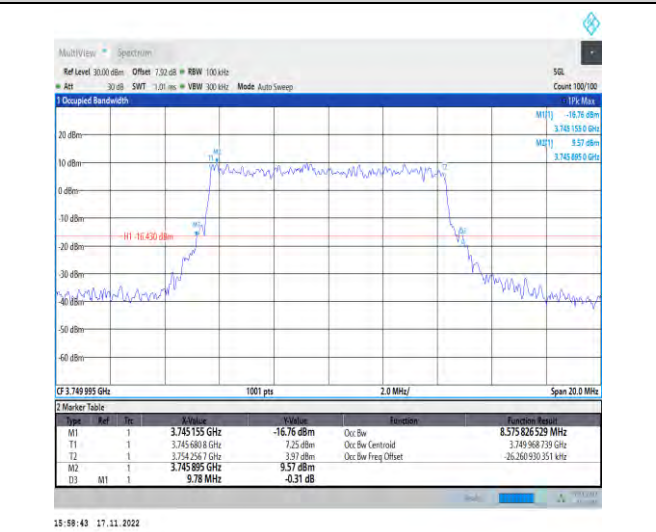 MultiView Spectrum
Ref Level 30.00 dBm Offset 7.92 dB RBW 100 kHz SGL
Att 30 dB SWT 1.01 ms VBW 300 kHz Mode Auto Sweep Count 100/100
1 Occupied Bandwidth 1Pk Max
M1[1] -16.76 dBm
3.745 155 0 GHz
M2[1] 9.57 dBm
3.745 895 0 GHz
20 dBm
M2
T1
T2
10 dBm
0 dBm
-10 dBm
H1 -16.430 dBm
-20 dBm
-30 dBm
-40 dBm
-50 dBm
-60 dBm
CF 3.749 995 GHz 1001 pts 2.0 MHz/ Span 20.0 MHz
2 Marker Table
Type Ref Trc X-Value Y-Value Function Function Result
M1 1 3.745 155 GHz -16.76 dBm Occ Bw 8.575 826 529 MHz
T1 1 3.745 680 8 GHz 7.25 dBm Occ Bw Centroid 3.749 968 739 GHz
T2 1 3.754 256 7 GHz 3.97 dBm Occ Bw Freq Offset -26.260 930 351 kHz
M2 1 3.745 895 GHz 9.57 dBm
D3 M1 1 9.78 MHz -0.31 dB
15:59:43 17.11.2022